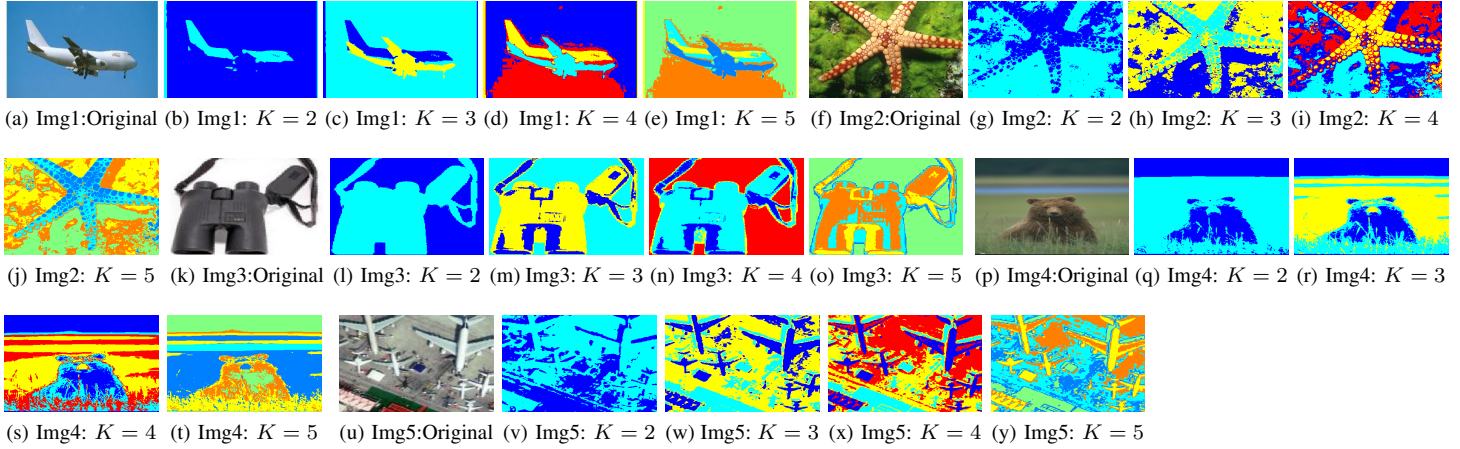 (a) Img1:Original (b) Img1: K = 2 (c) Img1: K = 3 (d) Img1: K = 4 (e) Img1: K = 5 (f) Img2:Original (g) Img2: K = 2 (h) Img2: K = 3 (i) Img2: K = 4
(j) Img2: K = 5 (k) Img3:Original (l) Img3: K = 2 (m) Img3: K = 3 (n) Img3: K = 4 (o) Img3: K = 5 (p) Img4:Original (q) Img4: K = 2 (r) Img4: K = 3
(s) Img4: K = 4 (t) Img4: K = 5 (u) Img5:Original (v) Img5: K = 2 (w) Img5: K = 3 (x) Img5: K = 4 (y) Img5: K = 5